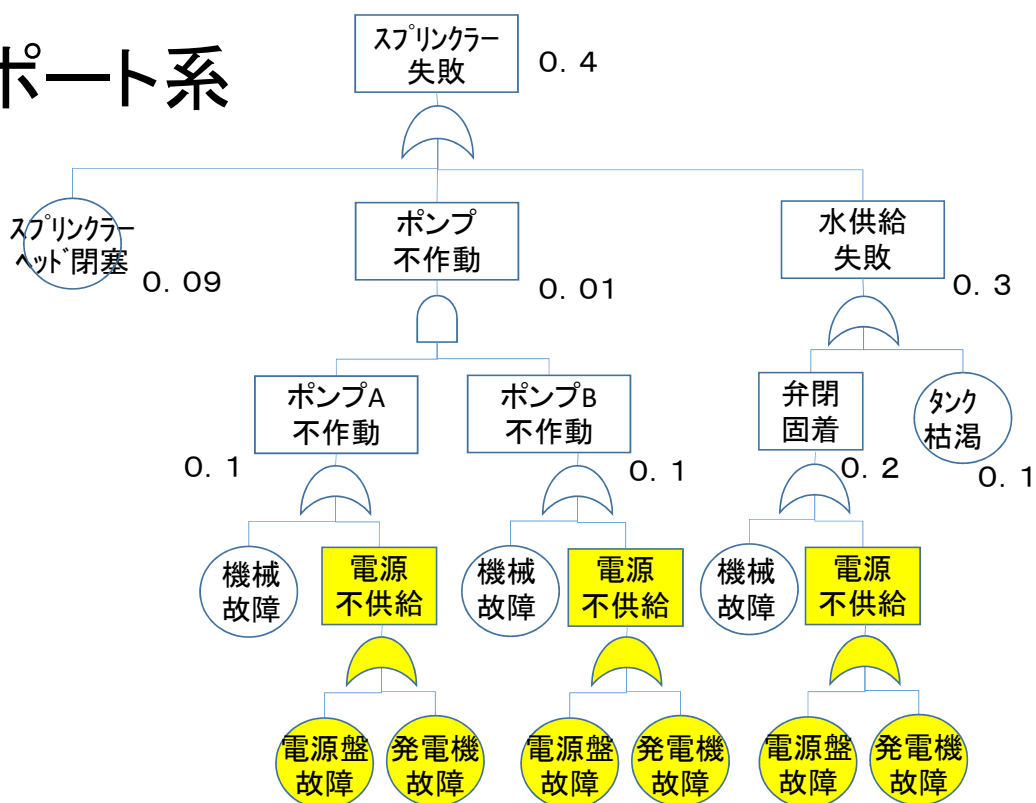 ポート系
スプリンクラー
失敗
0.4
スプリンクラー
ヘッド閉塞
0.09
ポンプ
不作動
0.01
水供給
失敗
0.3
ポンプA
不作動
0.1
ポンプB
不作動
0.1
弁閉
固着
0.2
タンク
枯渇
0.1
機械
故障
電源
不供給
機械
故障
電源
不供給
機械
故障
電源
不供給
電源盤
故障
発電機
故障
電源盤
故障
発電機
故障
電源盤
故障
発電機
故障